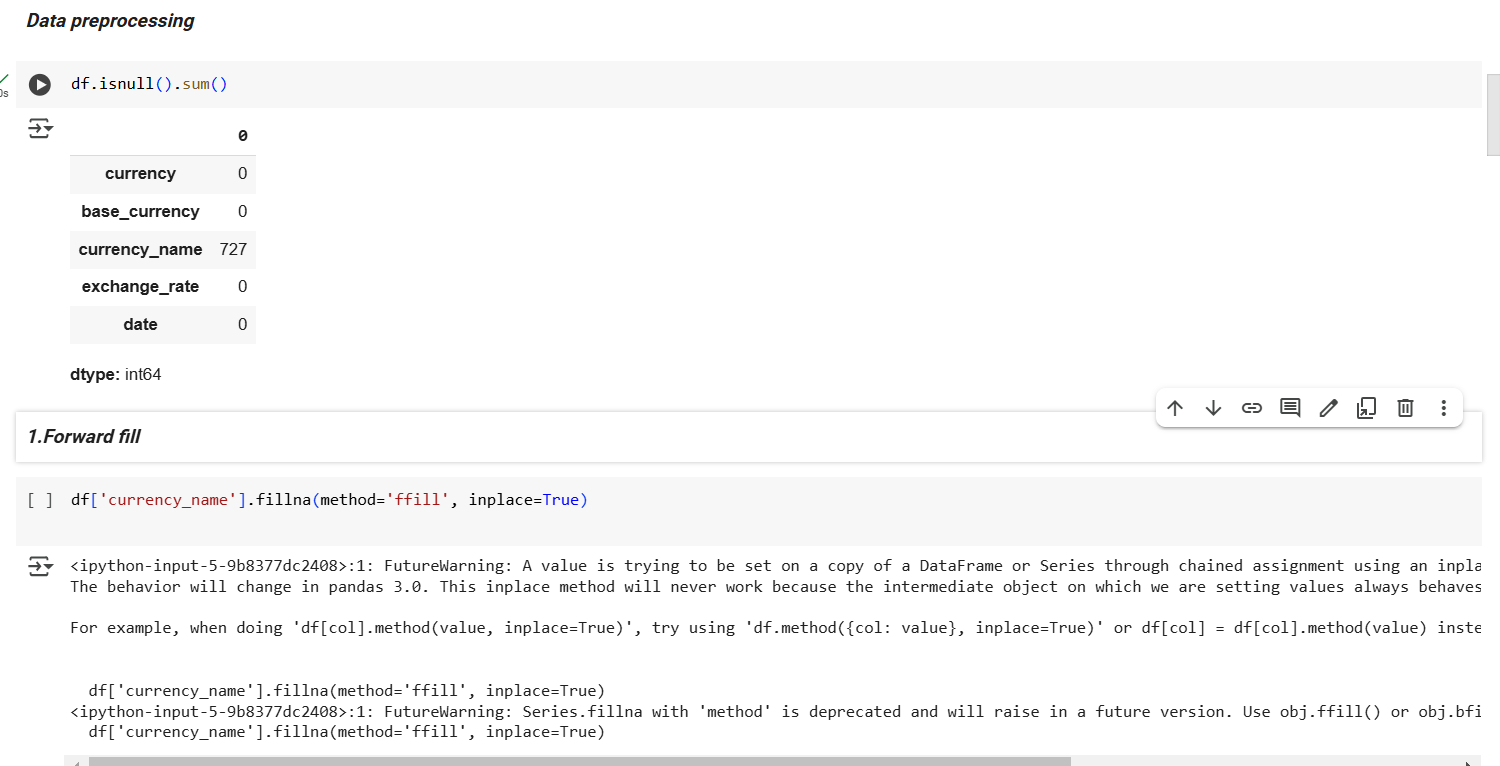 Data preprocessing
0s
df.isnull().sum()
0
currency 0
base_currency 0
currency_name 727
exchange_rate 0
date 0
dtype: int64
1.Forward fill
[ ] df['currency_name'].fillna(method='ffill', inplace=True)
<ipython-input-5-9b8377dc2408>:1: FutureWarning: A value is trying to be set on a copy of a DataFrame or Series through chained assignment using an inpla
The behavior will change in pandas 3.0. This inplace method will never work because the intermediate object on which we are setting values always behaves
For example, when doing 'df[col].method(value, inplace=True)', try using 'df.method({col: value}, inplace=True)' or df[col] = df[col].method(value) inste
df['currency_name'].fillna(method='ffill', inplace=True)
<ipython-input-5-9b8377dc2408>:1: FutureWarning: Series.fillna with 'method' is deprecated and will raise in a future version. Use obj.ffill() or obj.bfi
df['currency_name'].fillna(method='ffill', inplace=True)